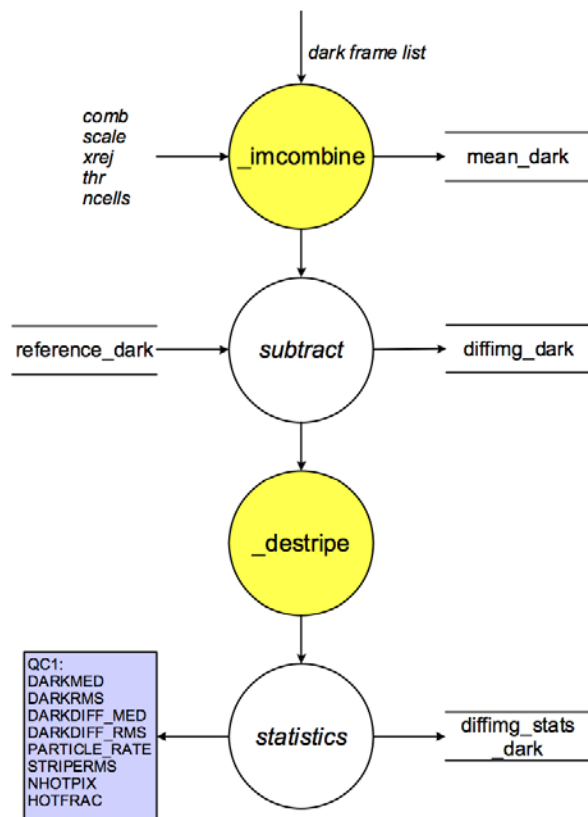 dark frame list
comb
scale
xrej
thr
ncells
_imcombine
mean_dark
reference_dark
subtract
diffimg_dark
_destripe
QC1:
DARKMED
DARKRMS
DARKDIFF_MED
DARKDIFF_RMS
PARTICLE_RATE
STRIPERMS
NHOTPIX
HOTFRAC
statistics
diffimg_stats
_dark